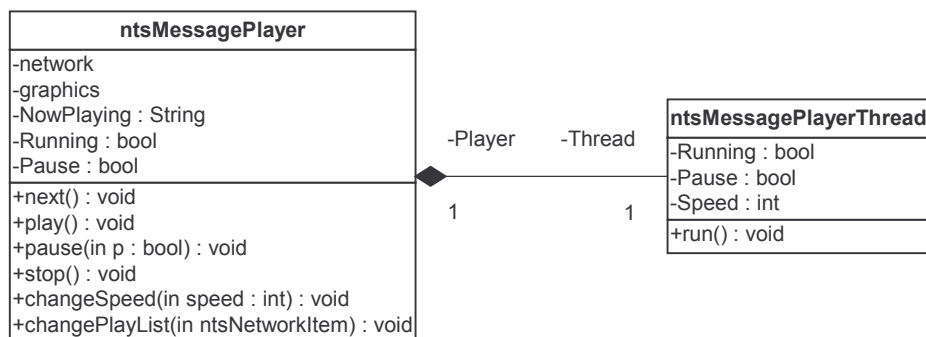 ntsMessagePlayer
-network
-graphics
-NowPlaying : String
-Running : bool
-Pause : bool
+next() : void
+play() : void
+pause(in p : bool) : void
+stop() : void
+changeSpeed(in speed : int) : void
+changePlayList(in ntsNetworkItem) : void
-Player
-Thread
1
1
ntsMessagePlayerThread
-Running : bool
-Pause : bool
-Speed : int
+run() : void